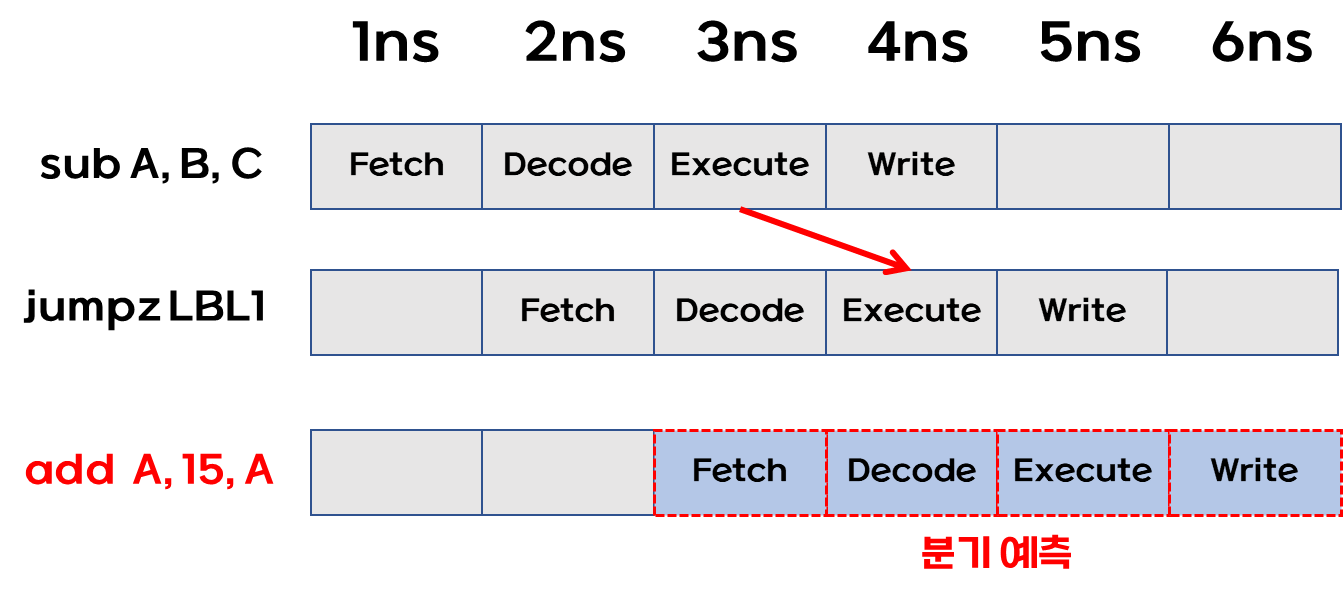 1ns 2ns 3ns 4ns 5ns 6ns
sub A, B, C Fetch Decode Execute Write
jumpz LBL1 Fetch Decode Execute Write
add A, 15, A Fetch Decode Execute Write
분기 예측